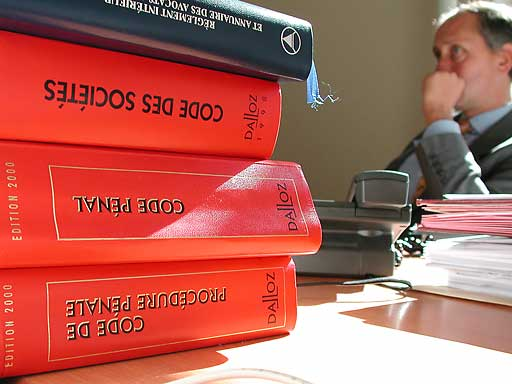 RÈGLEMENT INTÉRIEUR
ET ANNUAIRE DES AVOCATS
CODE DES SOCIÉTÉS
DALLOZ
1998
EDITION 2000
CODE PÉNAL
DALLOZ
EDITION 2000
CODE DE
PROCÉDURE PÉNALE
DALLOZ